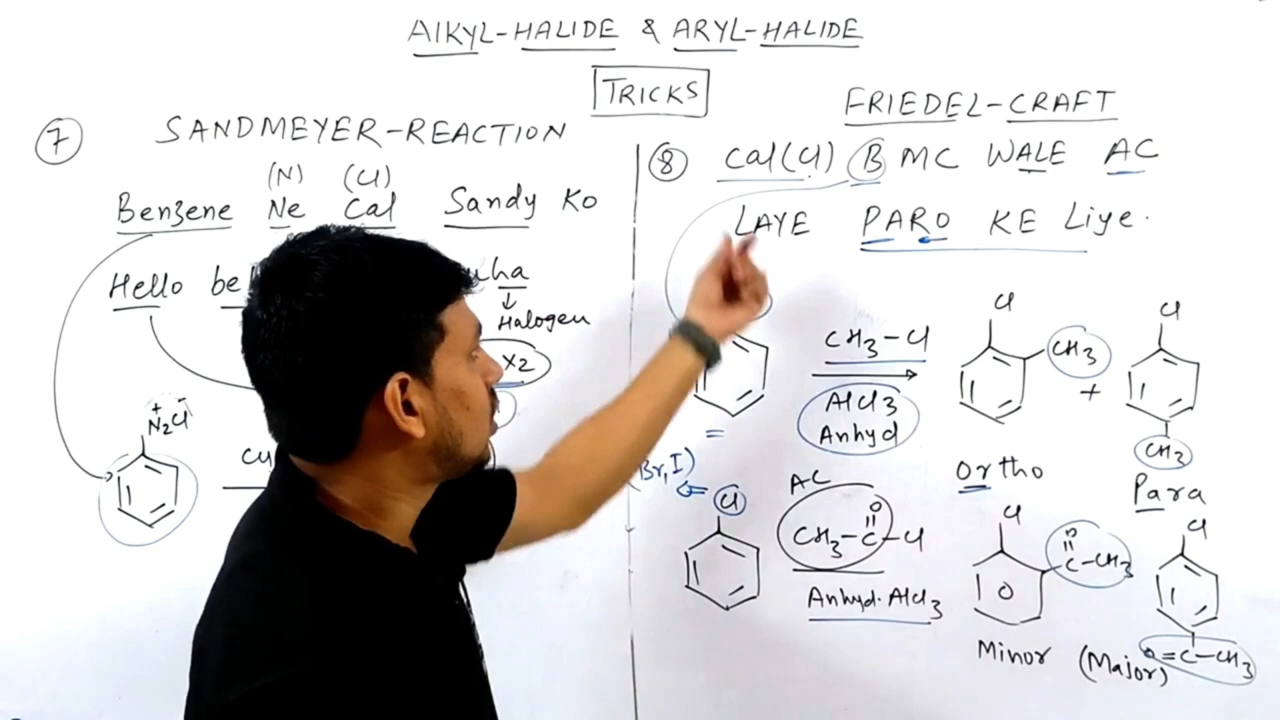 AlKYL-HALIDE & ARYL-HALIDE
TRICKS
7 SANDMEYER-REACTION
(N) (Cl)
Benzene Ne Cal Sandy Ko
Hello
Halogen
X2
N2Cl
+ -
Cu
FRIEDEL-CRAFT
8 Cal(Cl) B MC WALE AC
LAYE PARO KE Liye.
CH3-Cl
AlCl3
Anhyd
Cl
CH3
+
Cl
CH3
Ortho
Para
Br, I)
Cl
AC
O
CH3-C-Cl
Anhyd. AlCl3
Cl
O
C-CH3
Minor
Cl
O=C-CH3
(Major)